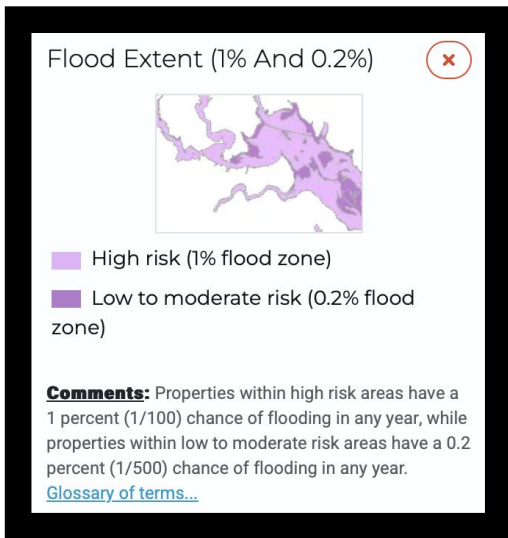 Flood Extent (1% And 0.2%)
High risk (1% flood zone)
Low to moderate risk (0.2% flood
zone)
Comments: Properties within high risk areas have a
1 percent (1/100) chance of flooding in any year, while
properties within low to moderate risk areas have a 0.2
percent (1/500) chance of flooding in any year.
Glossary of terms...